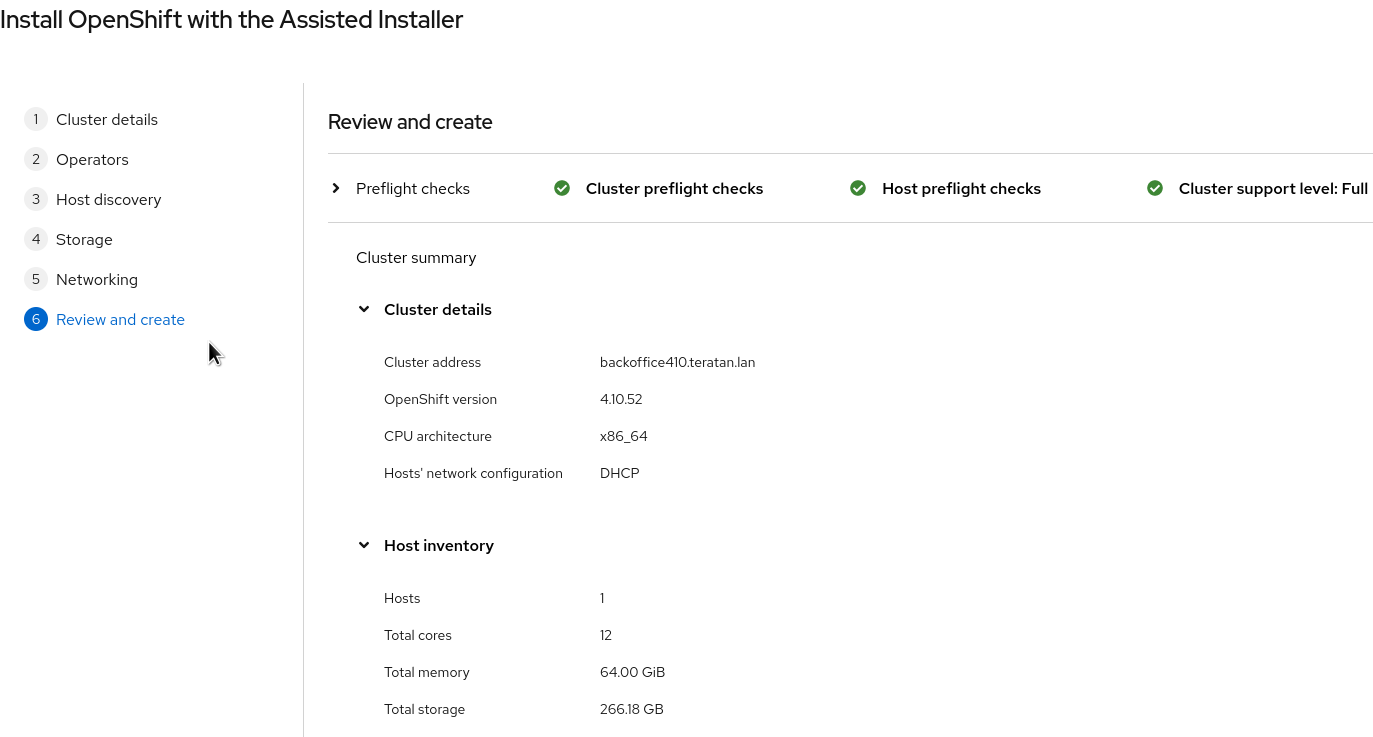 Install OpenShift with the Assisted Installer
1 Cluster details
2 Operators
3 Host discovery
4 Storage
5 Networking
6 Review and create
Review and create
Preflight checks Cluster preflight checks Host preflight checks Cluster support level: Full
Cluster summary
Cluster details
Cluster address backoffice410.teratan.lan
OpenShift version 4.10.52
CPU architecture x86_64
Hosts' network configuration DHCP
Host inventory
Hosts 1
Total cores 12
Total memory 64.00 GiB
Total storage 266.18 GB